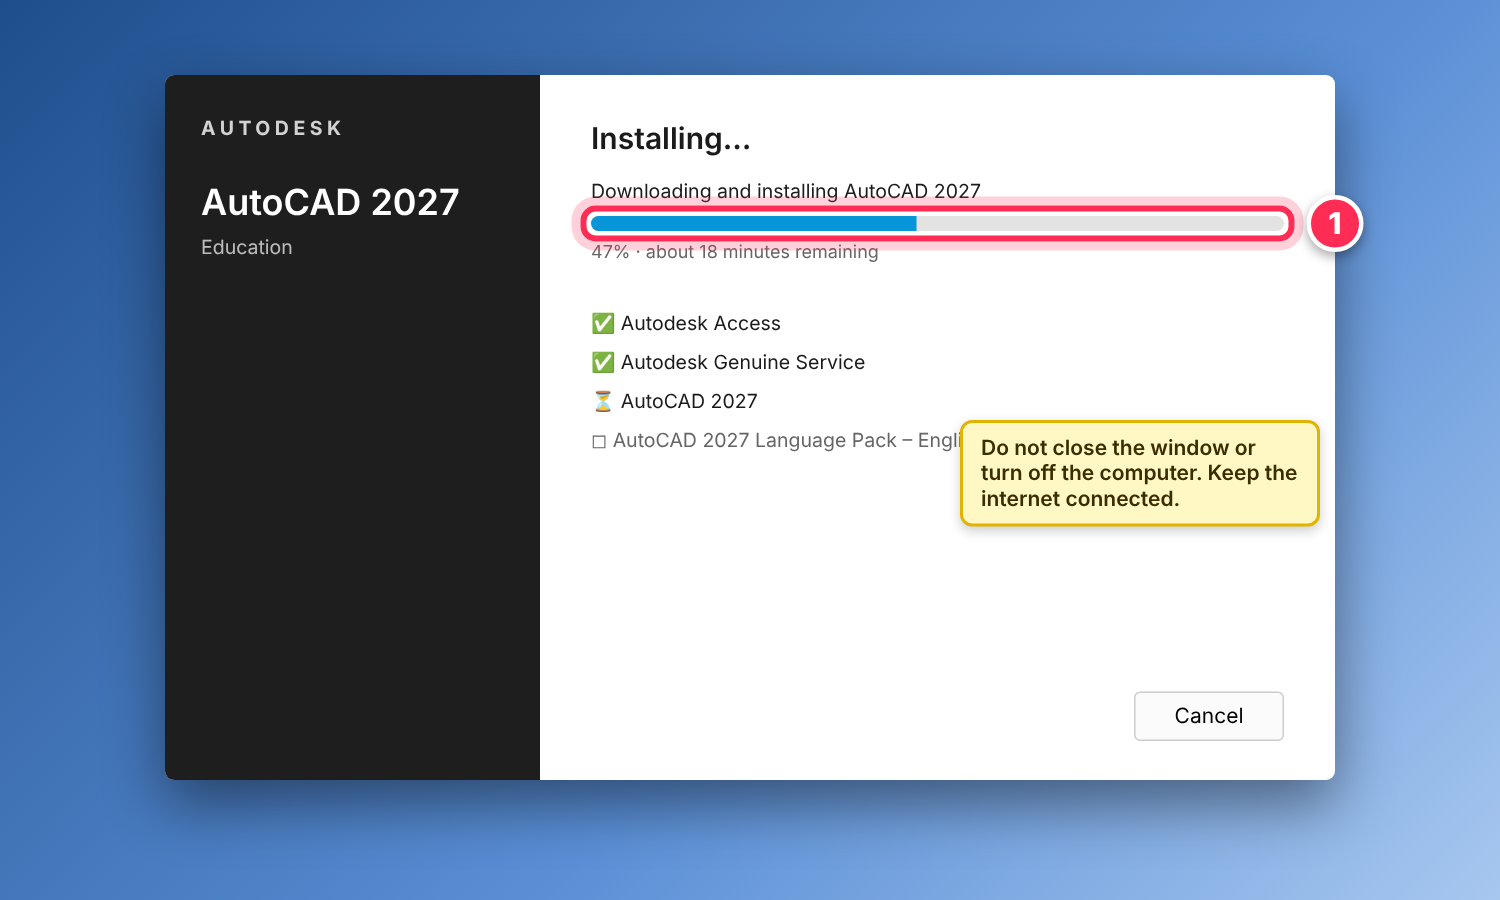 AUTODESK
AutoCAD 2027
Education
Installing...
Downloading and installing AutoCAD 2027
1
47% · about 18 minutes remaining
✅ Autodesk Access
✅ Autodesk Genuine Service
⏳ AutoCAD 2027
☐ AutoCAD 2027 Language Pack – Engli
Do not close the window or
turn off the computer. Keep the
internet connected.
Cancel